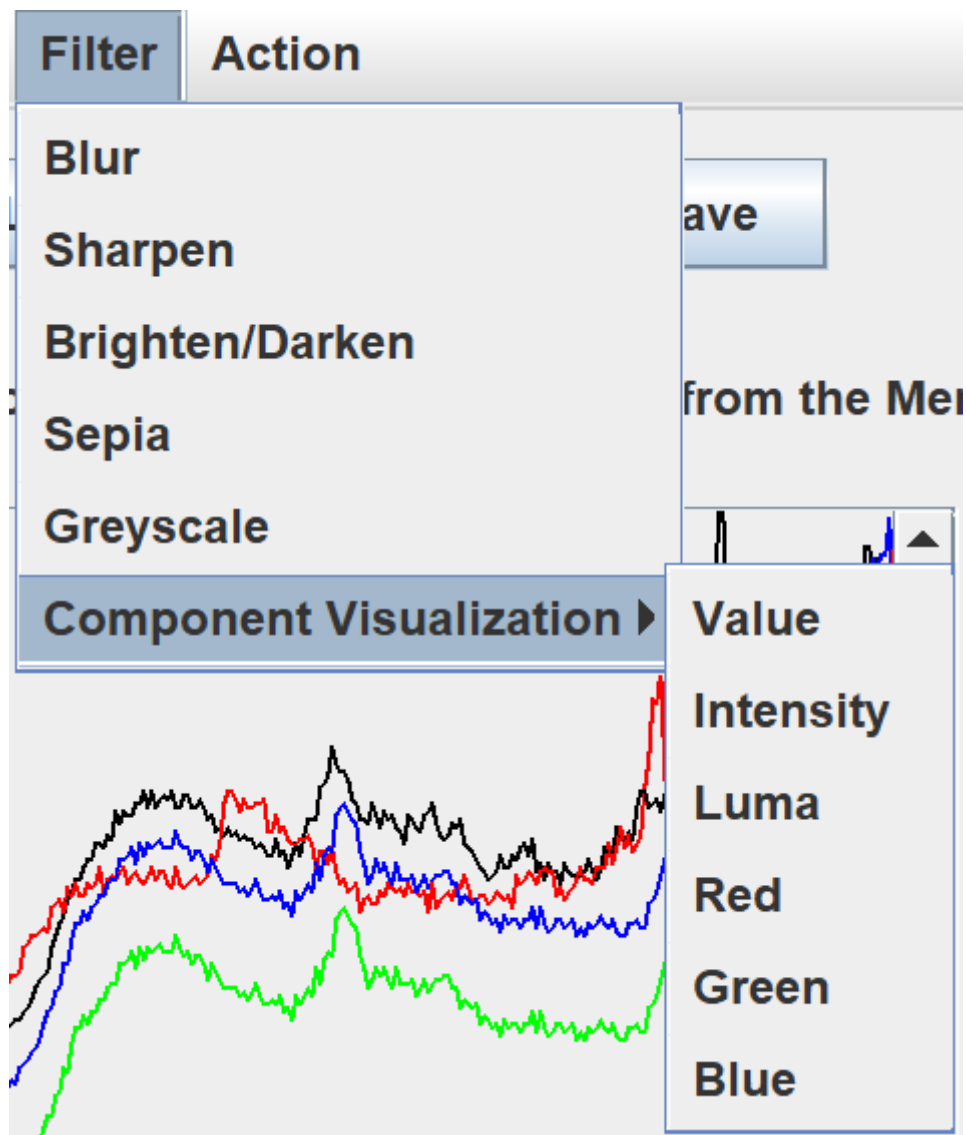 Filter Action
Blur
ave
Sharpen
Brighten/Darken
from the Mer
Sepia
Greyscale
Component Visualization
Value
Intensity
Luma
Red
Green
Blue